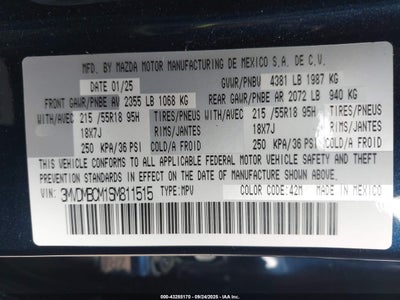 MFD. BY MAZDA MOTOR MANUFACTURING DE MEXICO S.A. DE C.V.
DATE 01/25 GVWR/PNBV 4381 LB 1987 KG
FRONT GAWR/PNBE AV 2355 LB 1068 KG REAR GAWR/PNBE AR 2072 LB 940 KG
WITH/AVEC 215 /55R18 95H TIRES/PNEUS WITH/AVEC 215 /55R18 95H TIRES/PNEUS
18X7J RIMS/JANTES 18X7J RIMS/JANTES
250 KPA/36 PSI COLD/A FROID 250 KPA/36 PSI COLD/A FROID
THIS VEHICLE CONFORMS TO ALL APPLICABLE FEDERAL MOTOR VEHICLE SAFETY, BUMPER, AND THEFT
PREVENTION STANDARDS IN EFFECT ON THE DATE OF MANUFACTURE SHOWN ABOVE.
VIN: 3MVDMBCM1SM811515 TYPE:MPV COLOR CODE:42M MADE IN MEXICO
000-43288170 - 09/24/2025 - IAA Inc.